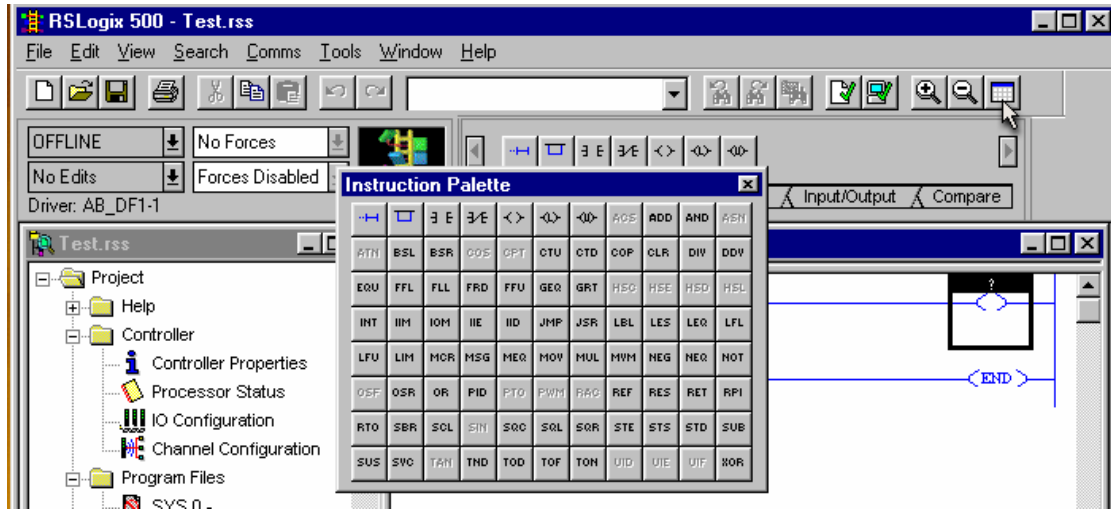 RSLogix 500 - Test.rss
File Edit View Search Comms Tools Window Help
OFFLINE No Forces
No Edits Forces Disabled
Driver: AB_DF1-1
Input/Output Compare
Instruction Palette
ACS ADD AND ASN
ATN BSL BSR COS CPT CTU CTD COP CLR DIV DDV
EQU FFL FLL FRD FFU GEQ GRT HSC HSE HSD HSL
INT IIM IOM IIE IID JMP JSR LBL LES LEQ LFL
LFU LIM MCR MSG MEQ MOV MUL MVM NEG NEQ NOT
OSF OSR OR PID PTO PWM RAC REF RES RET RPI
RTO SBR SCL SIN SQC SQL SQR STE STS STD SUB
SUS SVC TAN TND TOD TOF TON UID UIE UIF XOR
Test.rss
Project
Help
Controller
Controller Properties
Processor Status
IO Configuration
Channel Configuration
Program Files
SYS 0 -
?
END